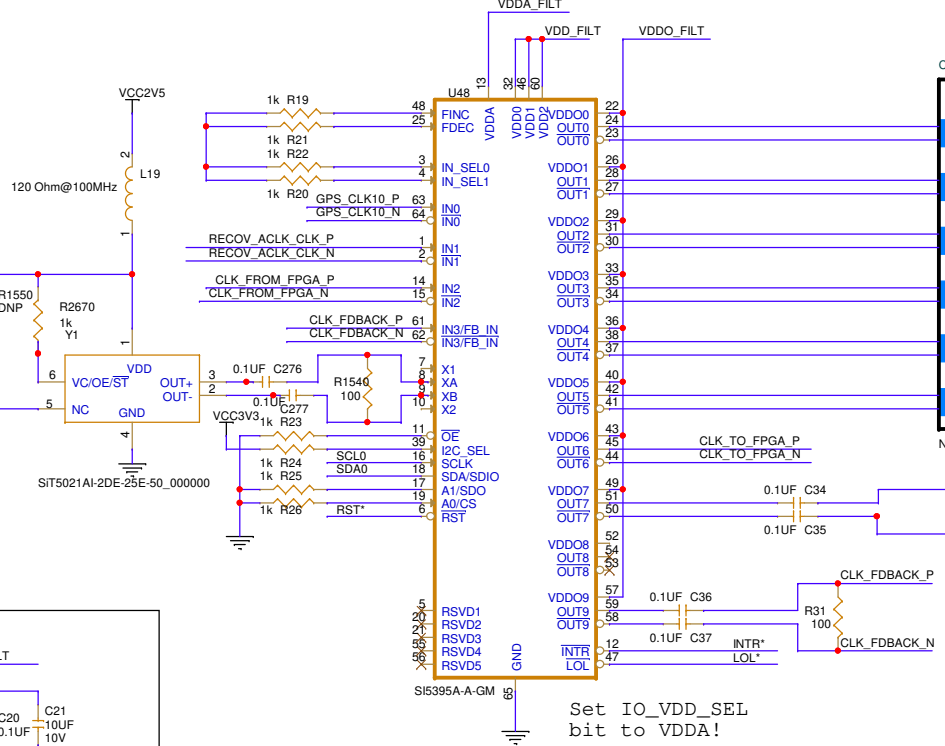 VDDA_FILT
VDD_FILT
VDDO_FILT
VCC2V5
2
L19
120 Ohm@100MHz
1
R1550
DNP
R2670
1k
Y1
1
VDD
6
VC/OE/ST
OUT+
3
OUT-
2
5
NC
GND
4
SiT5021AI-2DE-25E-50_000000
0.1UF C276
0.1UF
C277
VCC3V3
R1540
100
1k R19
1k R21
1k R22
1k R20
GPS_CLK10_P
GPS_CLK10_N
RECOV_ACLK_CLK_P
RECOV_ACLK_CLK_N
CLK_FROM_FPGA_P
CLK_FROM_FPGA_N
CLK_FDBACK_P
CLK_FDBACK_N
1k R23
1k R24
SCL0
SDA0
1k R25
1k R26
RST*
U48
13
32
46
60
VDDA
VDD0
VDD1
VDD2
48 FINC
25 FDEC
3 IN_SEL0
4 IN_SEL1
63 IN0
64 IN0
1 IN1
2 IN1
14 IN2
15 IN2
61 IN3/FB_IN
62 IN3/FB_IN
7 X1
8 XA
9 XB
10 X2
11 OE
39 I2C_SEL
16 SCLK
18 SDA/SDIO
17 A1/SDO
19 A0/CS
6 RST
5 RSVD1
20 RSVD2
21 RSVD3
55 RSVD4
56 RSVD5
GND
65
SI5395A-A-GM
VDDO0 22
OUT0 24
OUT0 23
VDDO1 26
OUT1 28
OUT1 27
VDDO2 29
OUT2 31
OUT2 30
VDDO3 33
OUT3 35
OUT3 34
VDDO4 36
OUT4 38
OUT4 37
VDDO5 40
OUT5 42
OUT5 41
VDDO6 43
OUT6 45
OUT6 44
VDDO7 49
OUT7 51
OUT7 50
VDDO8 52
OUT8 54
OUT8 53
VDDO9 57
OUT9 59
OUT9 58
INTR 12
LOL 47
CLK_TO_FPGA_P
CLK_TO_FPGA_N
0.1UF C34
0.1UF C35
0.1UF C36
0.1UF C37
CLK_FDBACK_P
R31
100
CLK_FDBACK_N
INTR*
LOL*
Set IO_VDD_SEL
bit to VDDA!
LT
C20
0.1UF
C21
10UF
10V